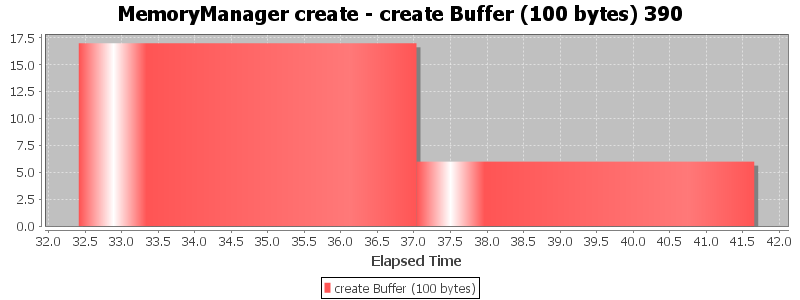 MemoryManager create - create Buffer (100 bytes) 390
17.5
15.0
12.5
10.0
7.5
5.0
2.5
0.0
32.0 32.5 33.0 33.5 34.0 34.5 35.0 35.5 36.0 36.5 37.0 37.5 38.0 38.5 39.0 39.5 40.0 40.5 41.0 41.5 42.0
Elapsed Time
create Buffer (100 bytes)